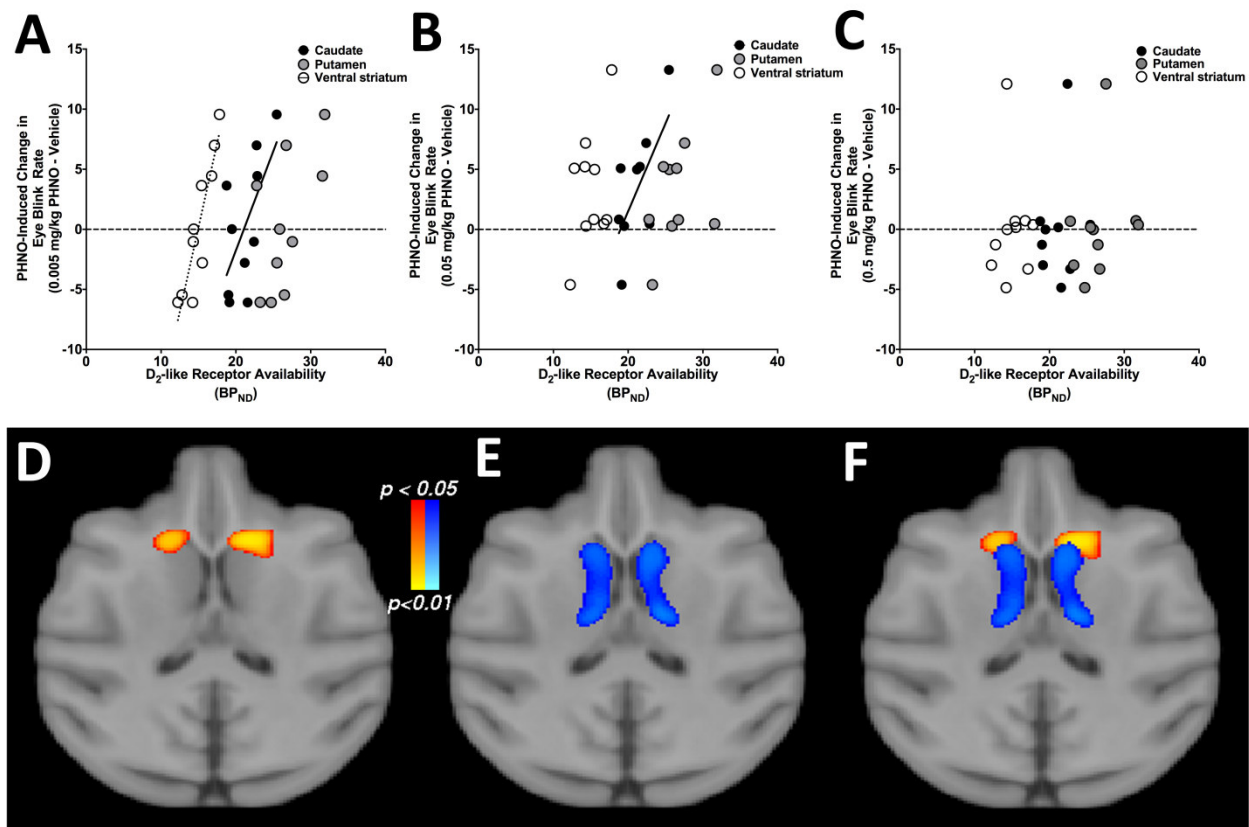 A
Caudate
Putamen
Ventral striatum
PHNO-Induced Change in
Eye Blink Rate
(0.005 mg/kg PHNO - Vehicle)
15
10
5
0
-5
-10
0
10
20
30
40
D2-like Receptor Availability
(BPND)
B
Caudate
Putamen
Ventral striatum
PHNO-Induced Change in
Eye Blink Rate
(0.05 mg/kg PHNO - Vehicle)
15
10
5
0
-5
-10
0
10
20
30
40
D2-like Receptor Availability
(BPND)
C
Caudate
Putamen
Ventral striatum
PHNO-Induced Change in
Eye Blink Rate
(0.5 mg/kg PHNO - Vehicle)
15
10
5
0
-5
-10
0
10
20
30
40
D2-like Receptor Availability
(BPND)
D
p < 0.05
p<0.01
E
F